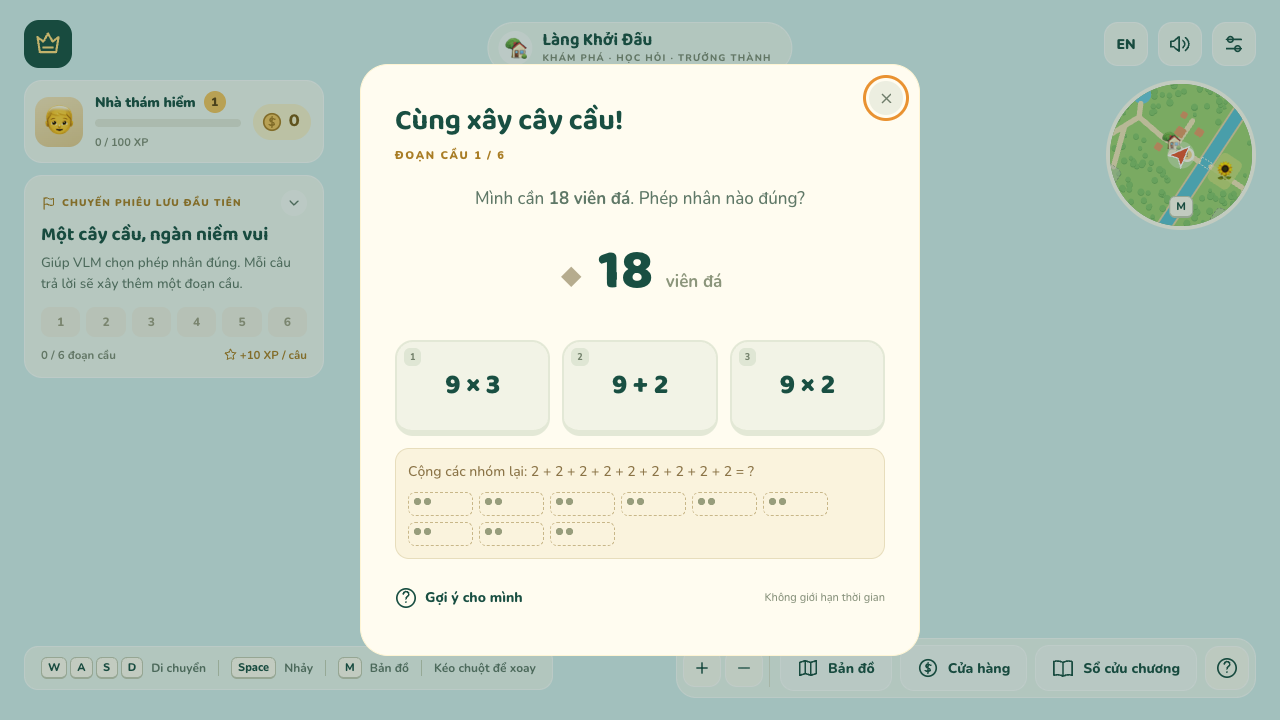 Làng Khởi Đầu
KHÁM PHÁ · HỌC HỎI · TRƯỞNG THÀNH
EN
Nhà thám hiểm 1
0 / 100 XP
0
CHUYẾN PHIÊU LƯU ĐẦU TIÊN
Một cây cầu, ngàn niềm vui
Giúp VLM chọn phép nhân đúng. Mỗi câu
trả lời sẽ xây thêm một đoạn cầu.
1 2 3 4 5 6
0 / 6 đoạn cầu +10 XP / câu
Cùng xây cây cầu!
ĐOẠN CẦU 1 / 6
Mình cần 18 viên đá. Phép nhân nào đúng?
18 viên đá
1 9 × 3
2 9 + 2
3 9 × 2
Cộng các nhóm lại: 2 + 2 + 2 + 2 + 2 + 2 + 2 + 2 + 2 = ?
Gợi ý cho mình
Không giới hạn thời gian
M
W A S D Di chuyển Space Nhảy M Bản đồ Kéo chuột để xoay
+ − Bản đồ Cửa hàng Sổ cửu chương